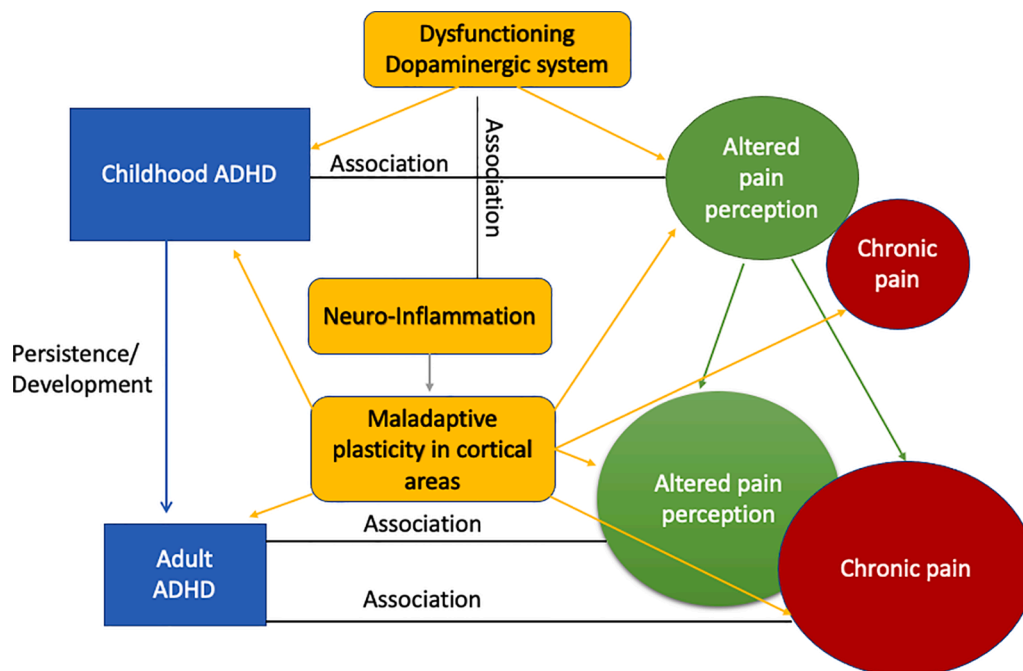 Dysfunctioning
Dopaminergic system
Association
Childhood ADHD
Association
Altered
pain
perception
Chronic
pain
Neuro-Inflammation
Persistence/
Development
Maladaptive
plasticity in cortical
areas
Altered pain
perception
Association
Adult
ADHD
Chronic pain
Association